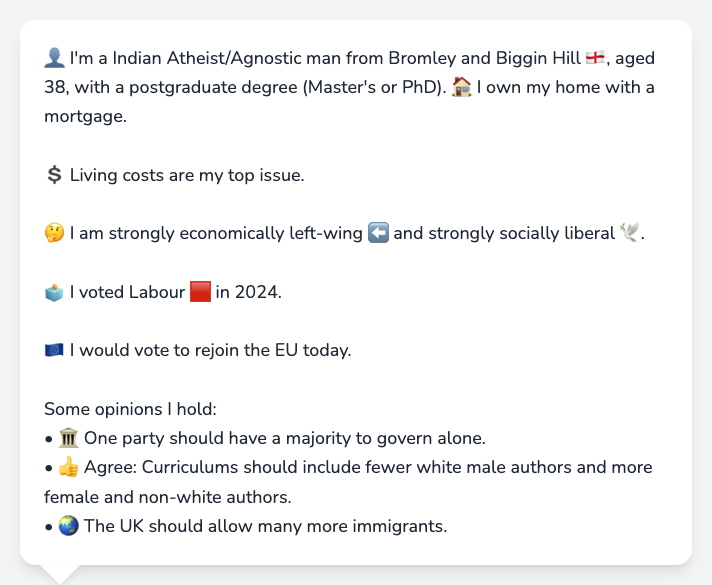 👤 I'm a Indian Atheist/Agnostic man from Bromley and Biggin Hill 🏴󠁧󠁢󠁥󠁮󠁧󠁿, aged
38, with a postgraduate degree (Master's or PhD). 🏠 I own my home with a
mortgage.
💲 Living costs are my top issue.
🤔 I am strongly economically left-wing ⬅️ and strongly socially liberal 🕊️.
🗳️ I voted Labour 🟥 in 2024.
🇪🇺 I would vote to rejoin the EU today.
Some opinions I hold:
• 🏛️ One party should have a majority to govern alone.
• 👍 Agree: Curriculums should include fewer white male authors and more
female and non-white authors.
• 🌏 The UK should allow many more immigrants.